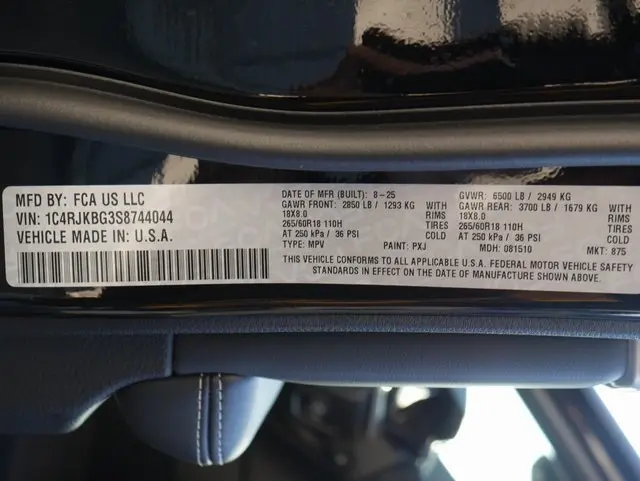 MFD BY: FCA US LLC
VIN: 1C4RJKBG3S8744044
VEHICLE MADE IN: U.S.A.
DATE OF MFR (BUILT): 8-25
GAWR FRONT: 2850 LB / 1293 KG WITH
18X8.0 RIMS
265/60R18 110H TIRES
AT 250 kPa / 36 PSI COLD
TYPE: MPV PAINT: PXJ
GVWR: 6500 LB / 2949 KG
GAWR REAR: 3700 LB / 1679 KG WITH
18X8.0 RIMS
265/60R18 110H TIRES
AT 250 kPa / 36 PSI COLD
MDH: 081510 MKT: 875
THIS VEHICLE CONFORMS TO ALL APPLICABLE U.S.A. FEDERAL MOTOR VEHICLE SAFETY
STANDARDS IN EFFECT ON THE DATE OF MANUFACTURE SHOWN ABOVE.